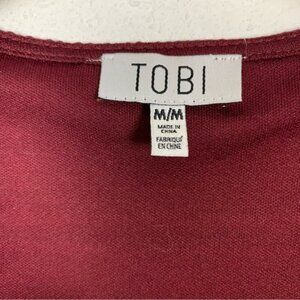 TOBI
M/M
MADE IN
CHINA
FABRIQUÉ
EN CHINE